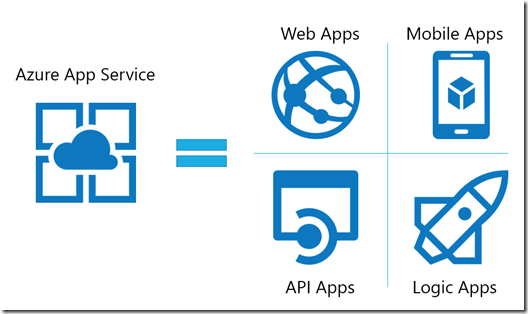 Azure App Service
Web Apps
Mobile Apps
API Apps
Logic Apps